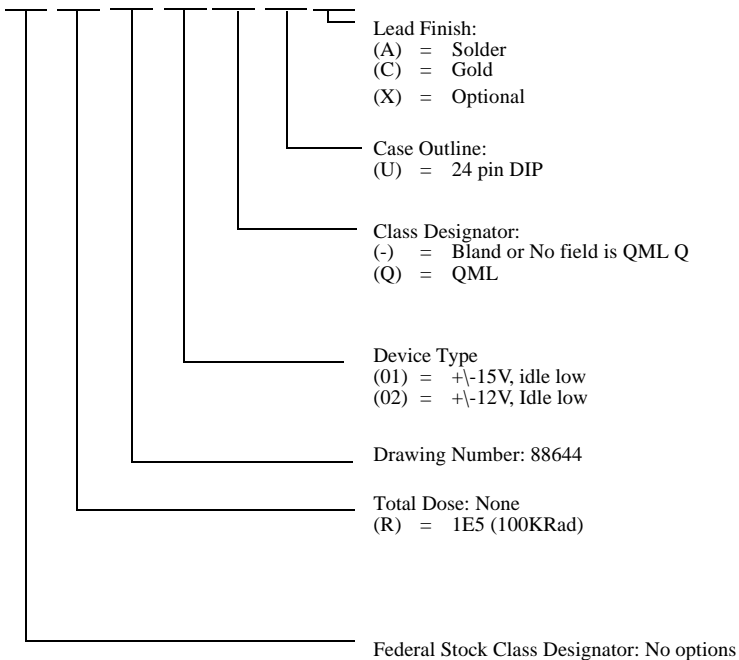 Lead Finish:
(A) = Solder
(C) = Gold
(X) = Optional
Case Outline:
(U) = 24 pin DIP
Class Designator:
(-) = Bland or No field is QML Q
(Q) = QML
Device Type
(01) = +\-15V, idle low
(02) = +\-12V, Idle low
Drawing Number: 88644
Total Dose: None
(R) = 1E5 (100KRad)
Federal Stock Class Designator: No options